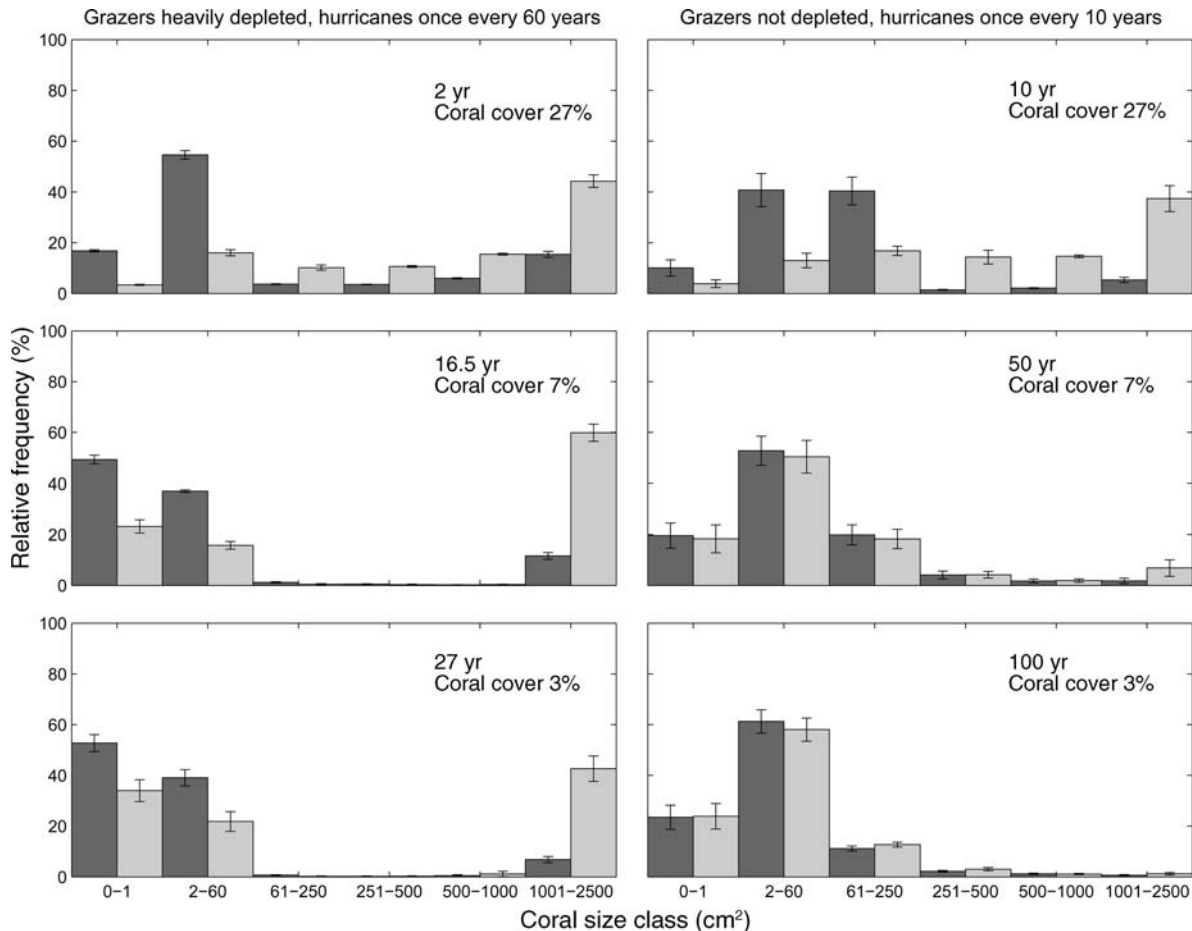 Grazers heavily depleted, hurricanes once every 60 years
Grazers not depleted, hurricanes once every 10 years
100
80
60
40
20
0
2 yr
Coral cover 27%
10 yr
Coral cover 27%
Relative frequency (%)
100
80
60
40
20
0
16.5 yr
Coral cover 7%
50 yr
Coral cover 7%
100
80
60
40
20
0
27 yr
Coral cover 3%
100 yr
Coral cover 3%
0−1 2−60 61−250 251−500 500−1000 1001−2500
0−1 2−60 61−250 251−500 500−1000 1001−2500
Coral size class (cm²)